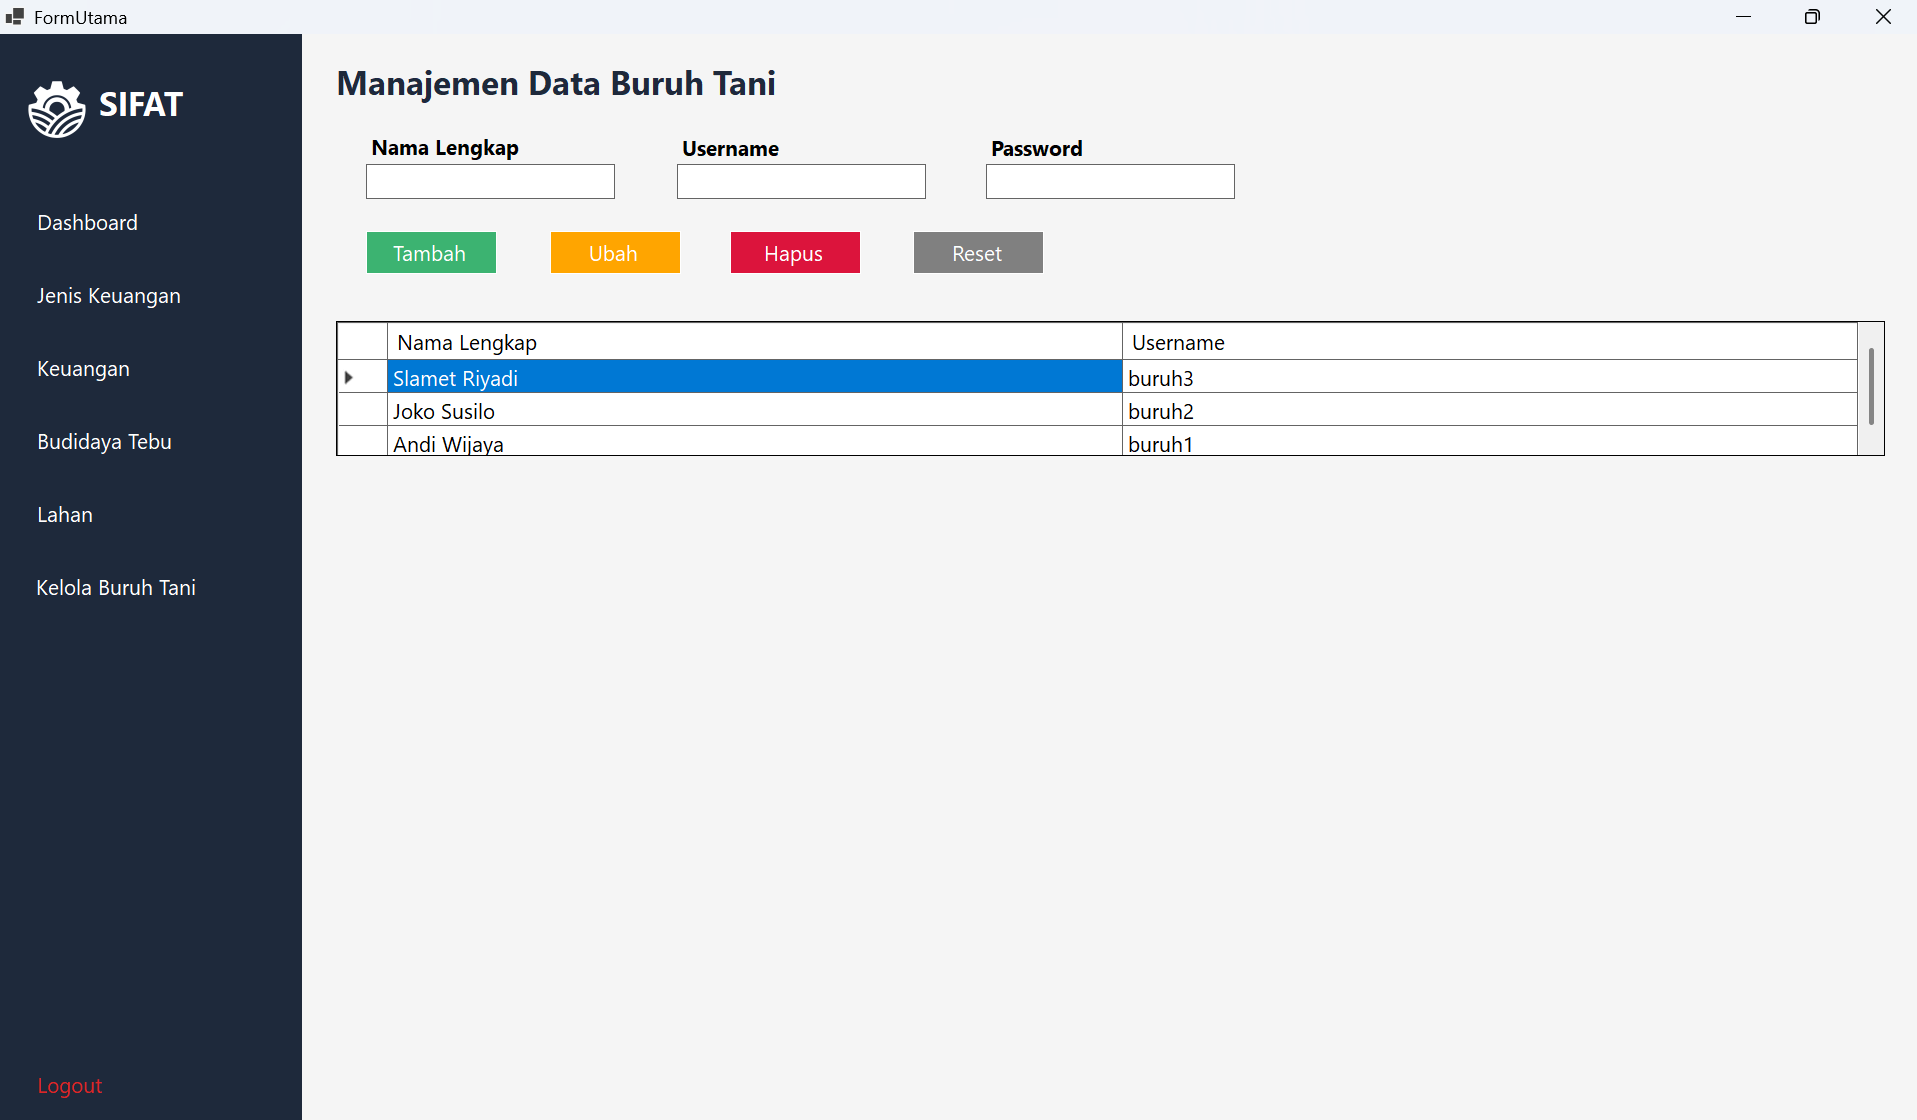 FormUtama
SIFAT
Dashboard
Jenis Keuangan
Keuangan
Budidaya Tebu
Lahan
Kelola Buruh Tani
Logout
Manajemen Data Buruh Tani
Nama Lengkap Username Password
Tambah Ubah Hapus Reset
Nama Lengkap Username
Slamet Riyadi buruh3
Joko Susilo buruh2
Andi Wijaya buruh1